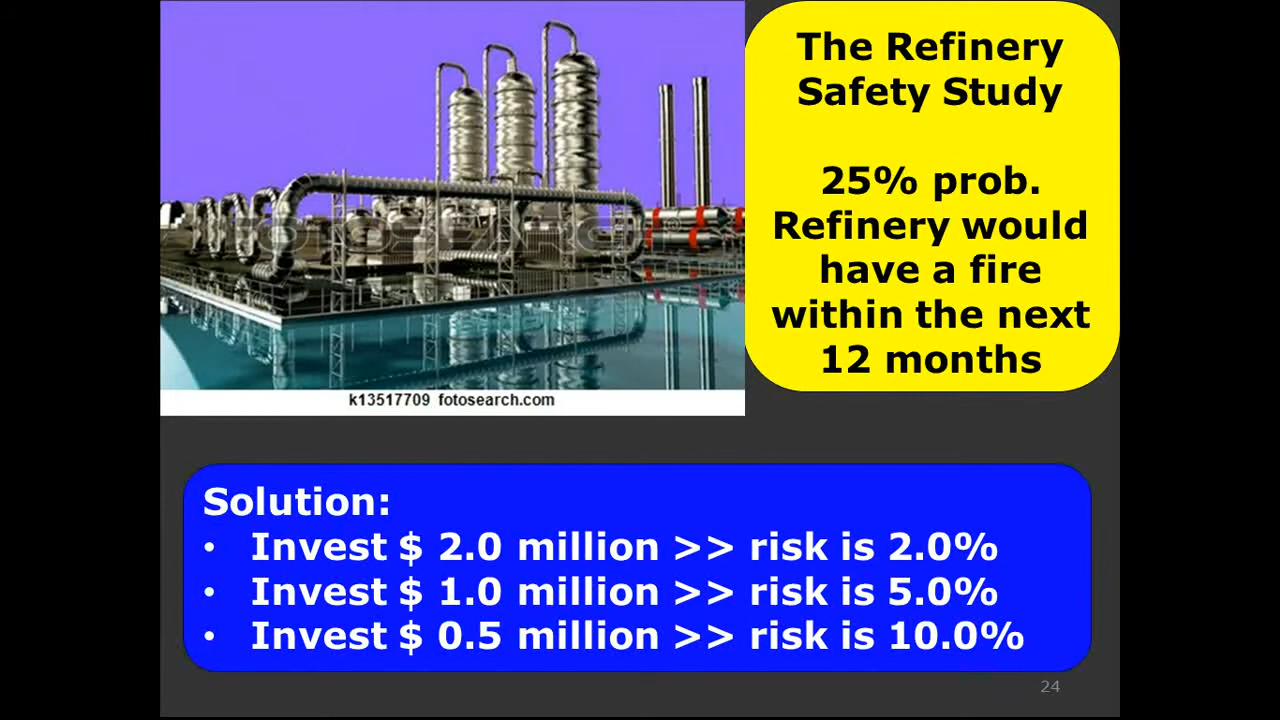 The Refinery
Safety Study
25% prob.
Refinery would
have a fire
within the next
12 months
FOTOSEARCH
k13517709 fotosearch.com
Solution:
• Invest $ 2.0 million >> risk is 2.0%
• Invest $ 1.0 million >> risk is 5.0%
• Invest $ 0.5 million >> risk is 10.0%
24